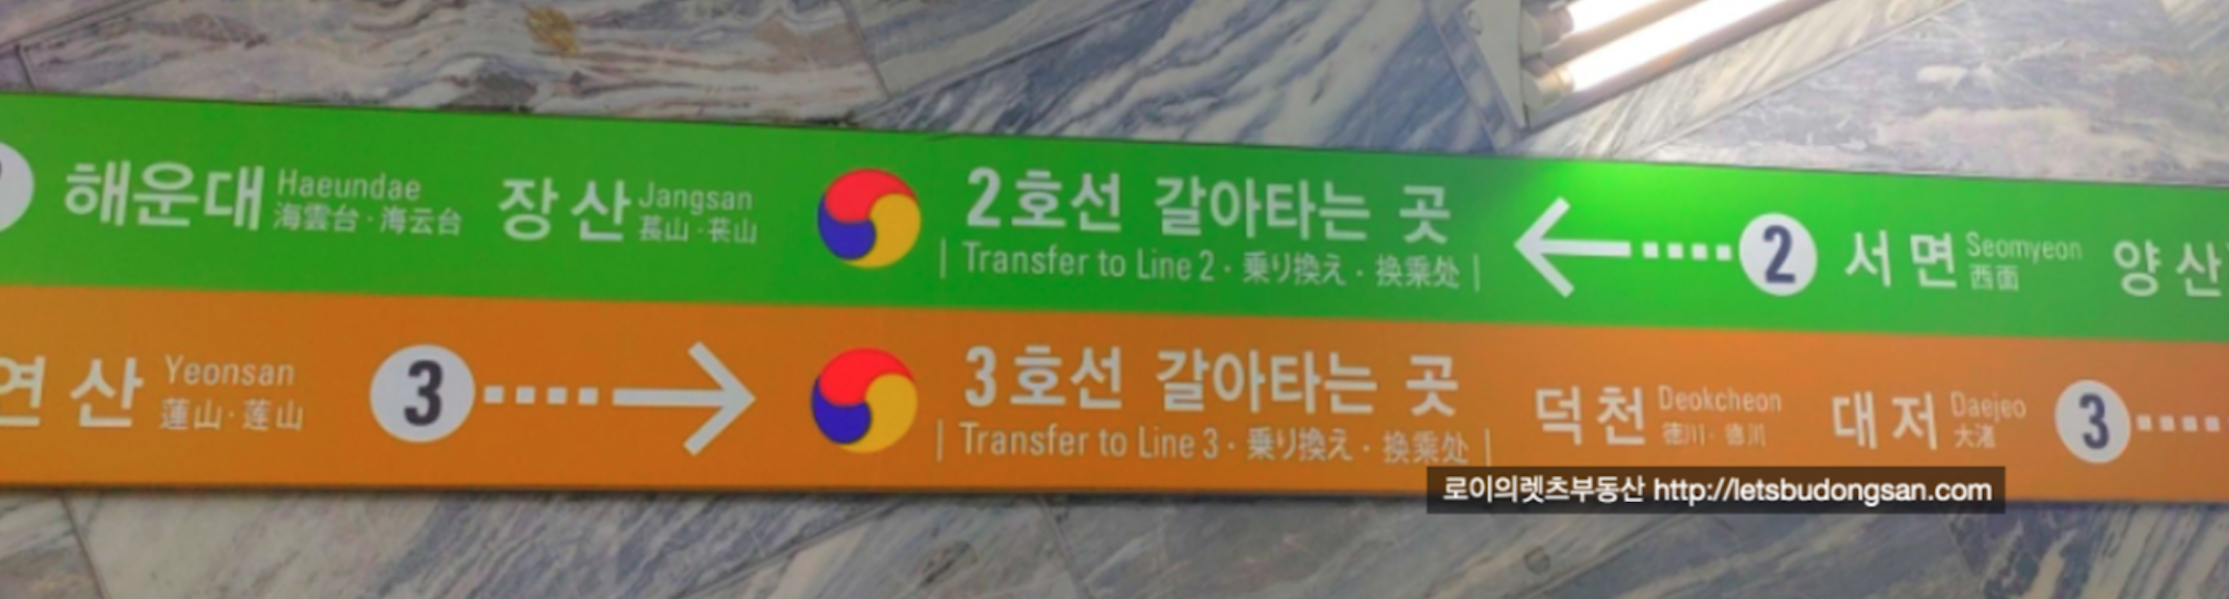 해운대 Haeundae 海雲台·海云台 장산 Jangsan 萇山·苌山 2호선 갈아타는 곳 2 서면 Seomyeon 西面 양산
| Transfer to Line 2 · 乗り換え · 换乘处 |
연산 Yeonsan 蓮山·莲山 3 3호선 갈아타는 곳 덕천 Deokcheon 徳川·德川 대저 Daejeo 大渚 3
| Transfer to Line 3 · 乗り換え · 换乘处 |
로이의렛츠부동산 http://letsbudongsan.com